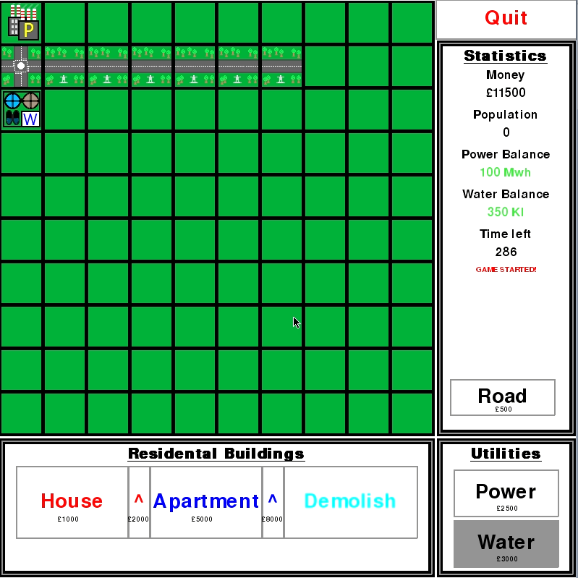 Quit
P
W
Statistics
Money
£11500
Population
0
Power Balance
100 Mwh
Water Balance
350 Kl
Time left
286
GAME STARTED!
Road
£500
Residental Buildings
House
£1000
^
£2000
Apartment
£5000
^
£8000
Demolish
Utilities
Power
£2500
Water
£3000